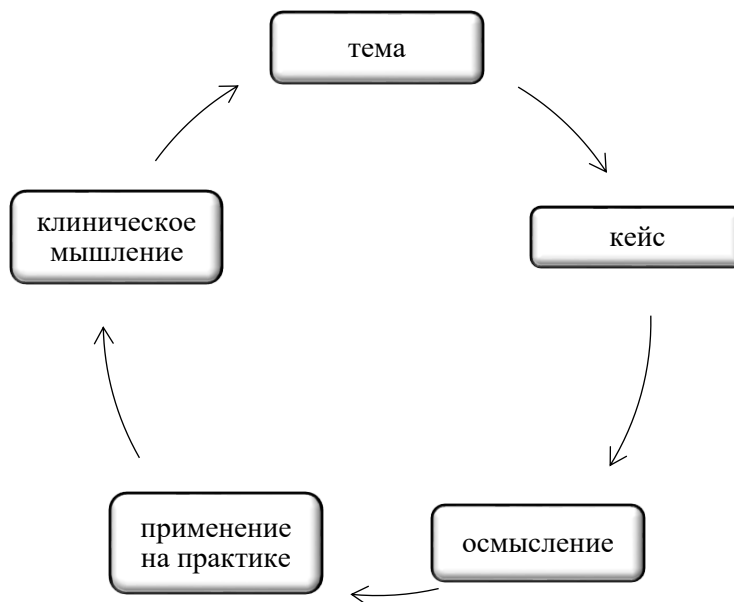 тема
кейс
осмысление
применение
на практике
клиническое
мышление